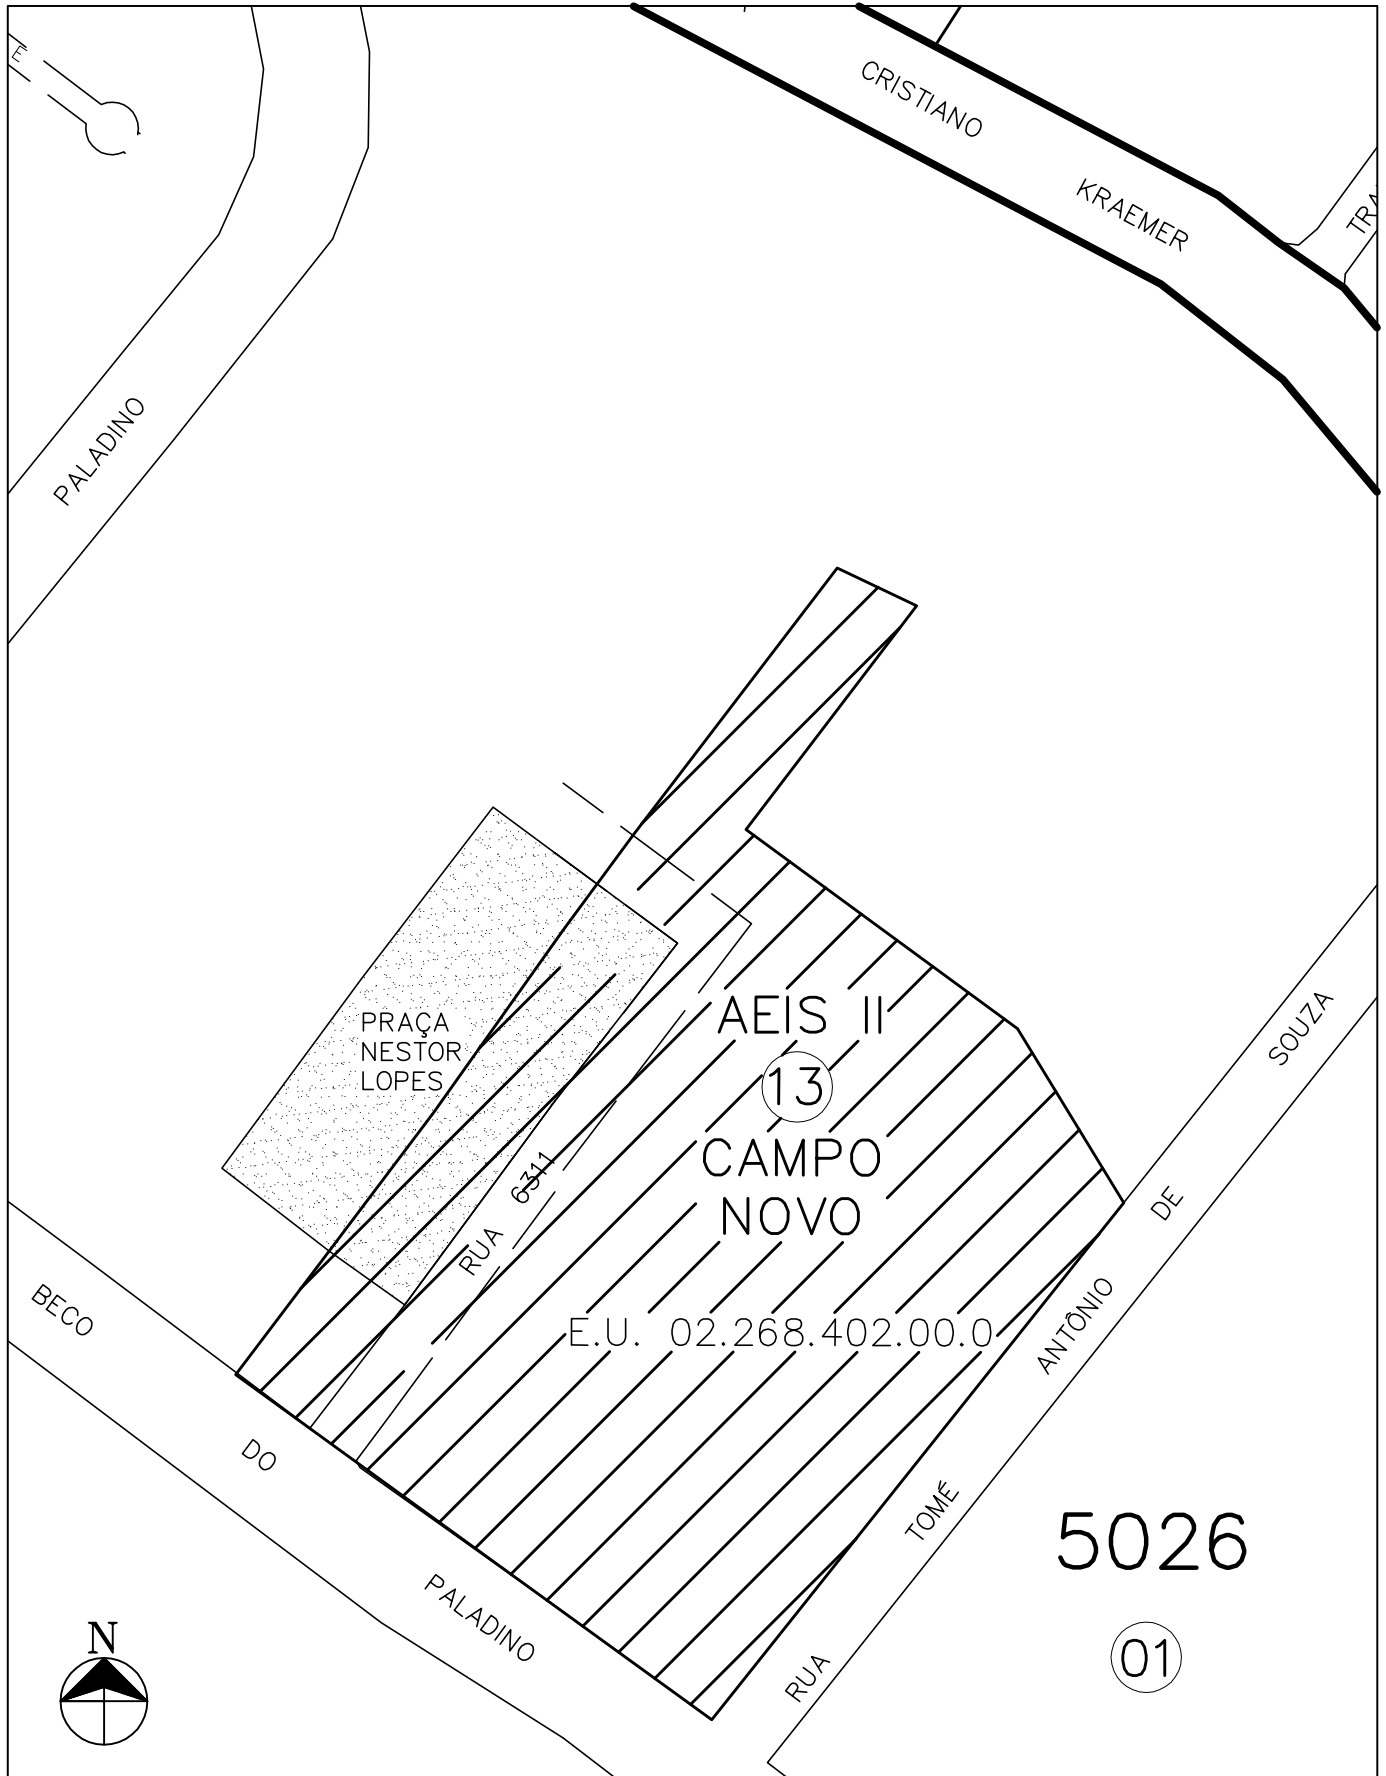 E
CRISTIANO
KRAEMER
PALADINO
PRAÇA
NESTOR
LOPES
AEIS II
13
CAMPO
NOVO
E.U. 02.268.402.00.0
RUA 6311
RUA TOMÉ ANTÔNIO DE SOUZA
BECO DO PALADINO
5026
01
N